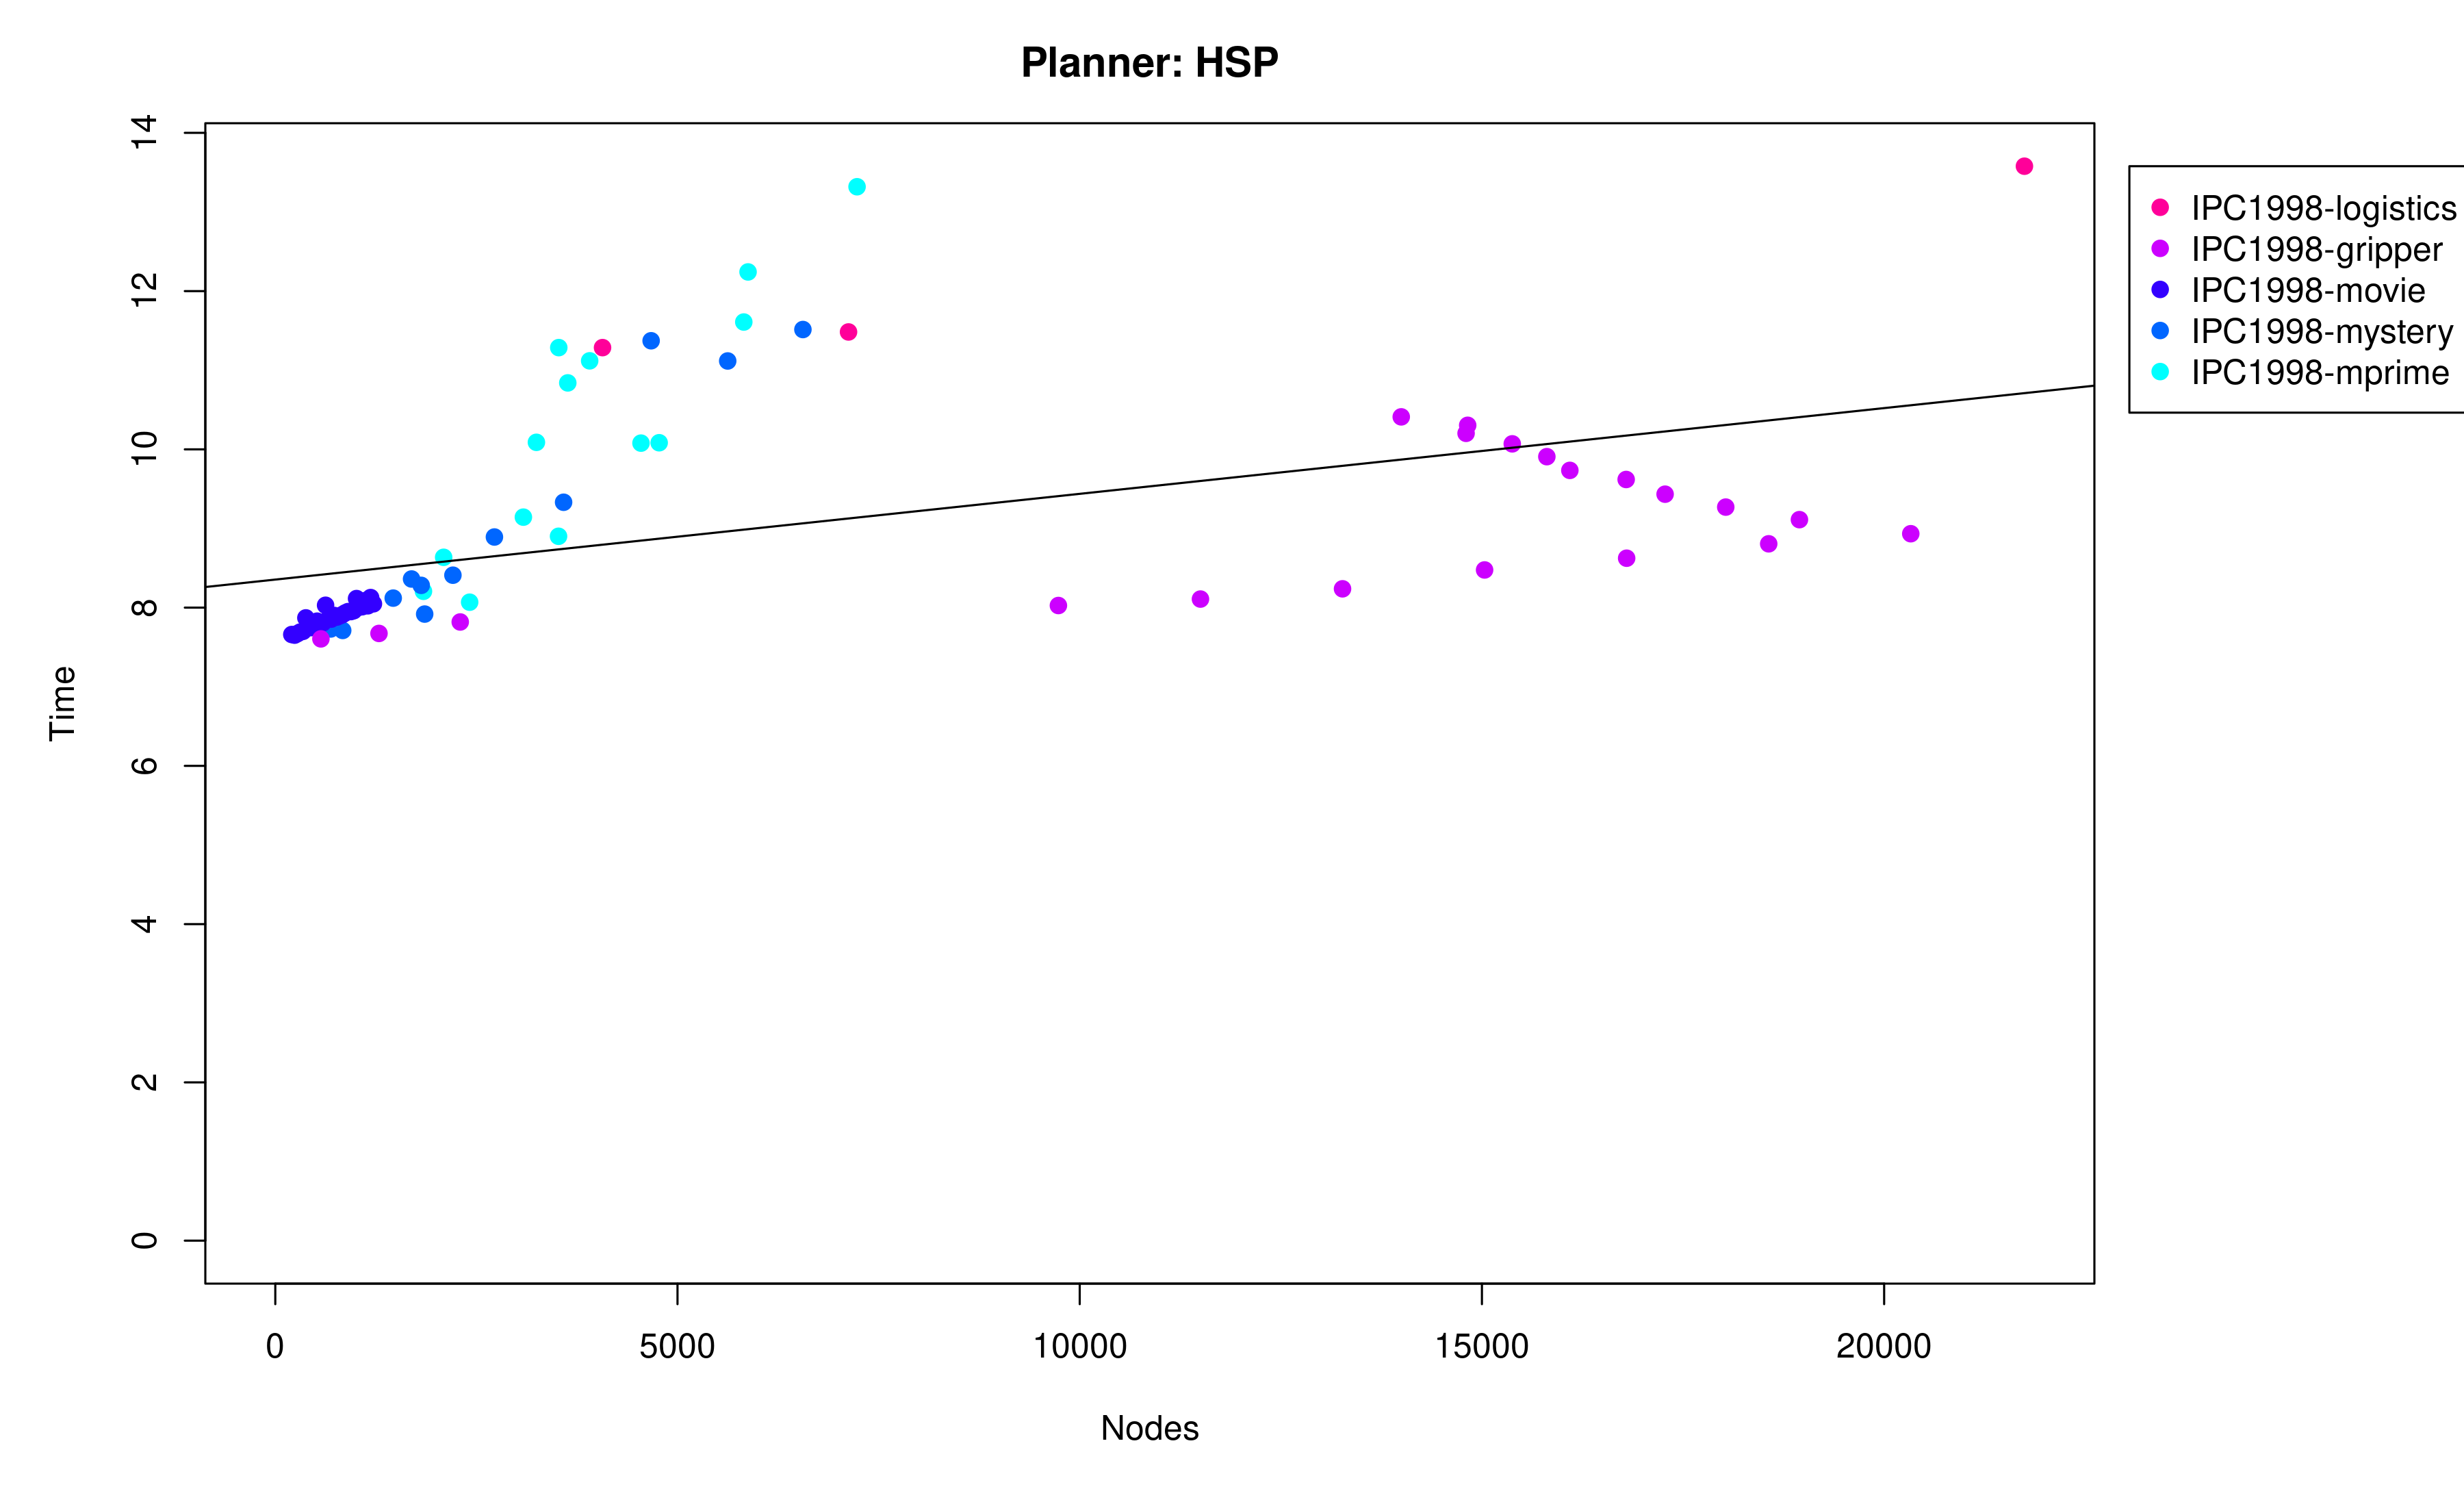 Planner: HSP
14
12
10
8
6
4
2
0
Time
0 5000 10000 15000 20000
Nodes
IPC1998-logistics
IPC1998-gripper
IPC1998-movie
IPC1998-mystery
IPC1998-mprime